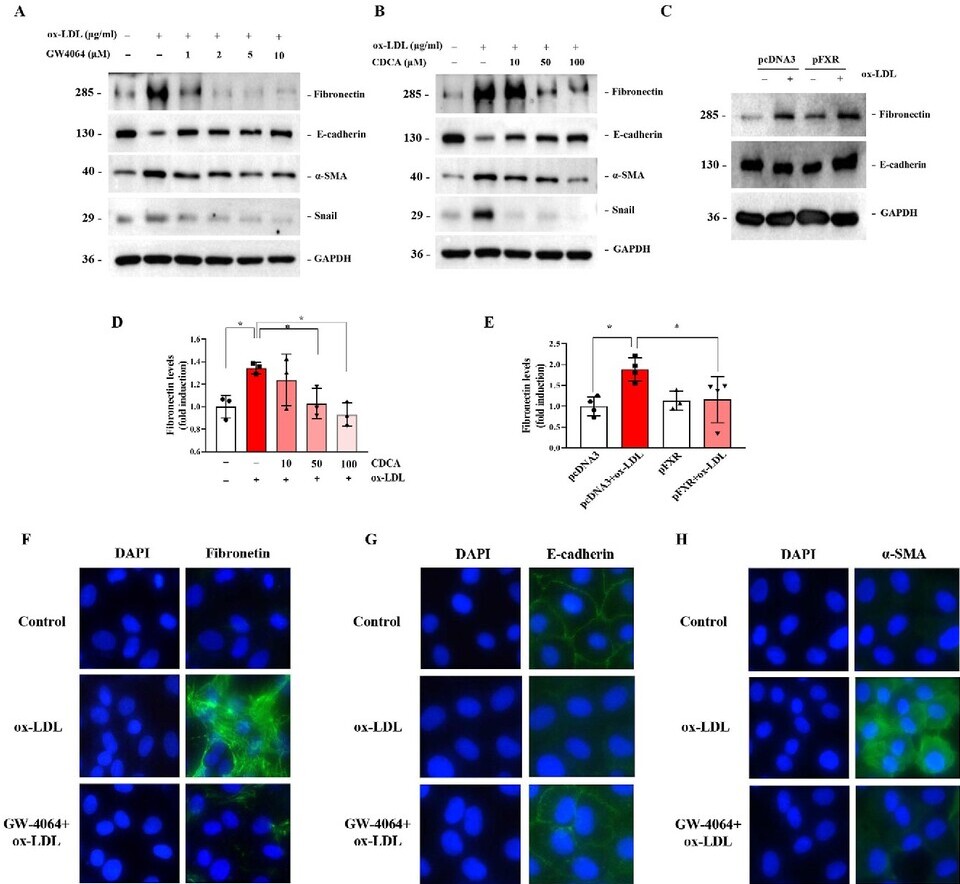 A
ox-LDL (µg/ml) – + + + + +
GW4064 (µM) – – 1 2 5 10
285 – – Fibronectin
130 – – E-cadherin
40 – – α-SMA
29 – – Snail
36 – – GAPDH
B
ox-LDL (µg/ml) – + + + +
CDCA (µM) – – 10 50 100
285 – – Fibronectin
130 – – E-cadherin
40 – – α-SMA
29 – – Snail
36 – – GAPDH
C
pcDNA3 pFXR
– + – + ox-LDL
285 – – Fibronectin
130 – – E-cadherin
36 – – GAPDH
D
Fibronectin levels
(fold induction)
1.6
1.4
1.2
1.0
0.8
0.6
* * *
– – 10 50 100 CDCA
– + + + + ox-LDL
E
Fibronectin levels
(fold induction)
2.5
2.0
1.5
1.0
0.5
0.0
* *
pcDNA3
pcDNA3+ox-LDL
pFXR
pFXR+ox-LDL
F
DAPI Fibronetin
Control
ox-LDL
GW-4064+
ox-LDL
G
DAPI E-cadherin
Control
ox-LDL
GW-4064+
ox-LDL
H
DAPI α-SMA
Control
ox-LDL
GW-4064+
ox-LDL